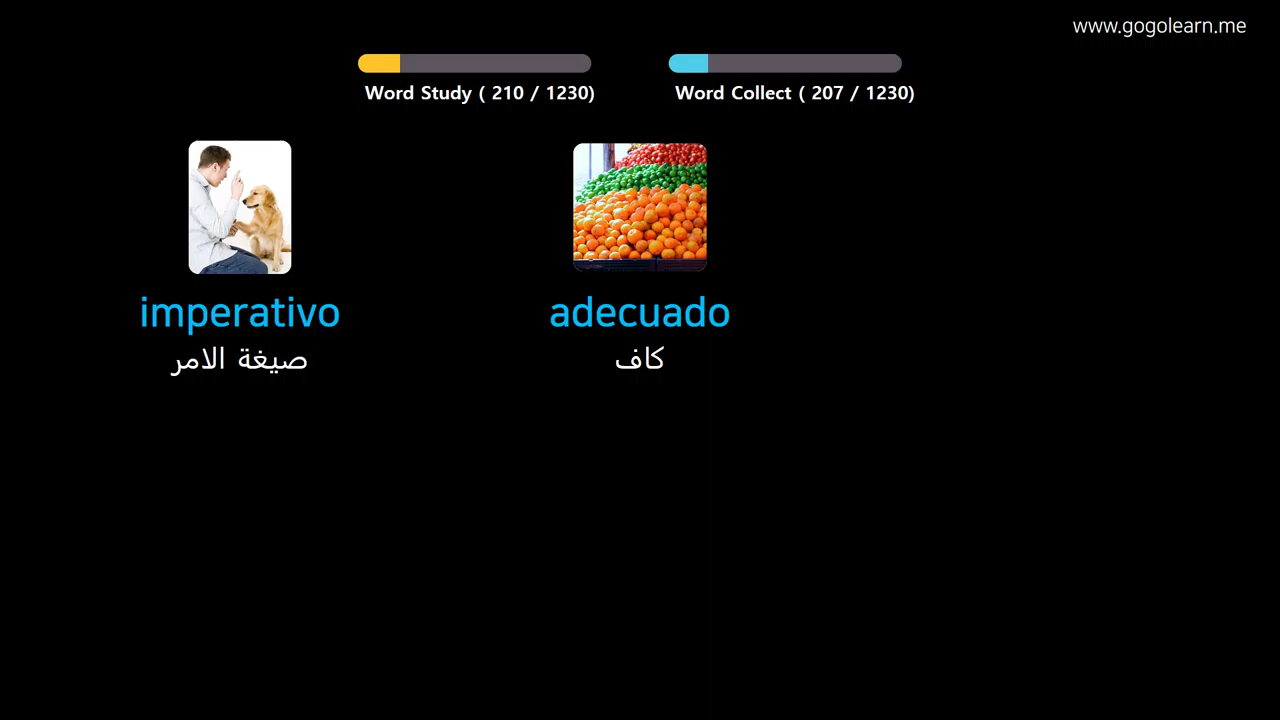 www.gogolearn.me
Word Study ( 210 / 1230)
Word Collect ( 207 / 1230)
imperativo
صيغة الامر
adecuado
كاف